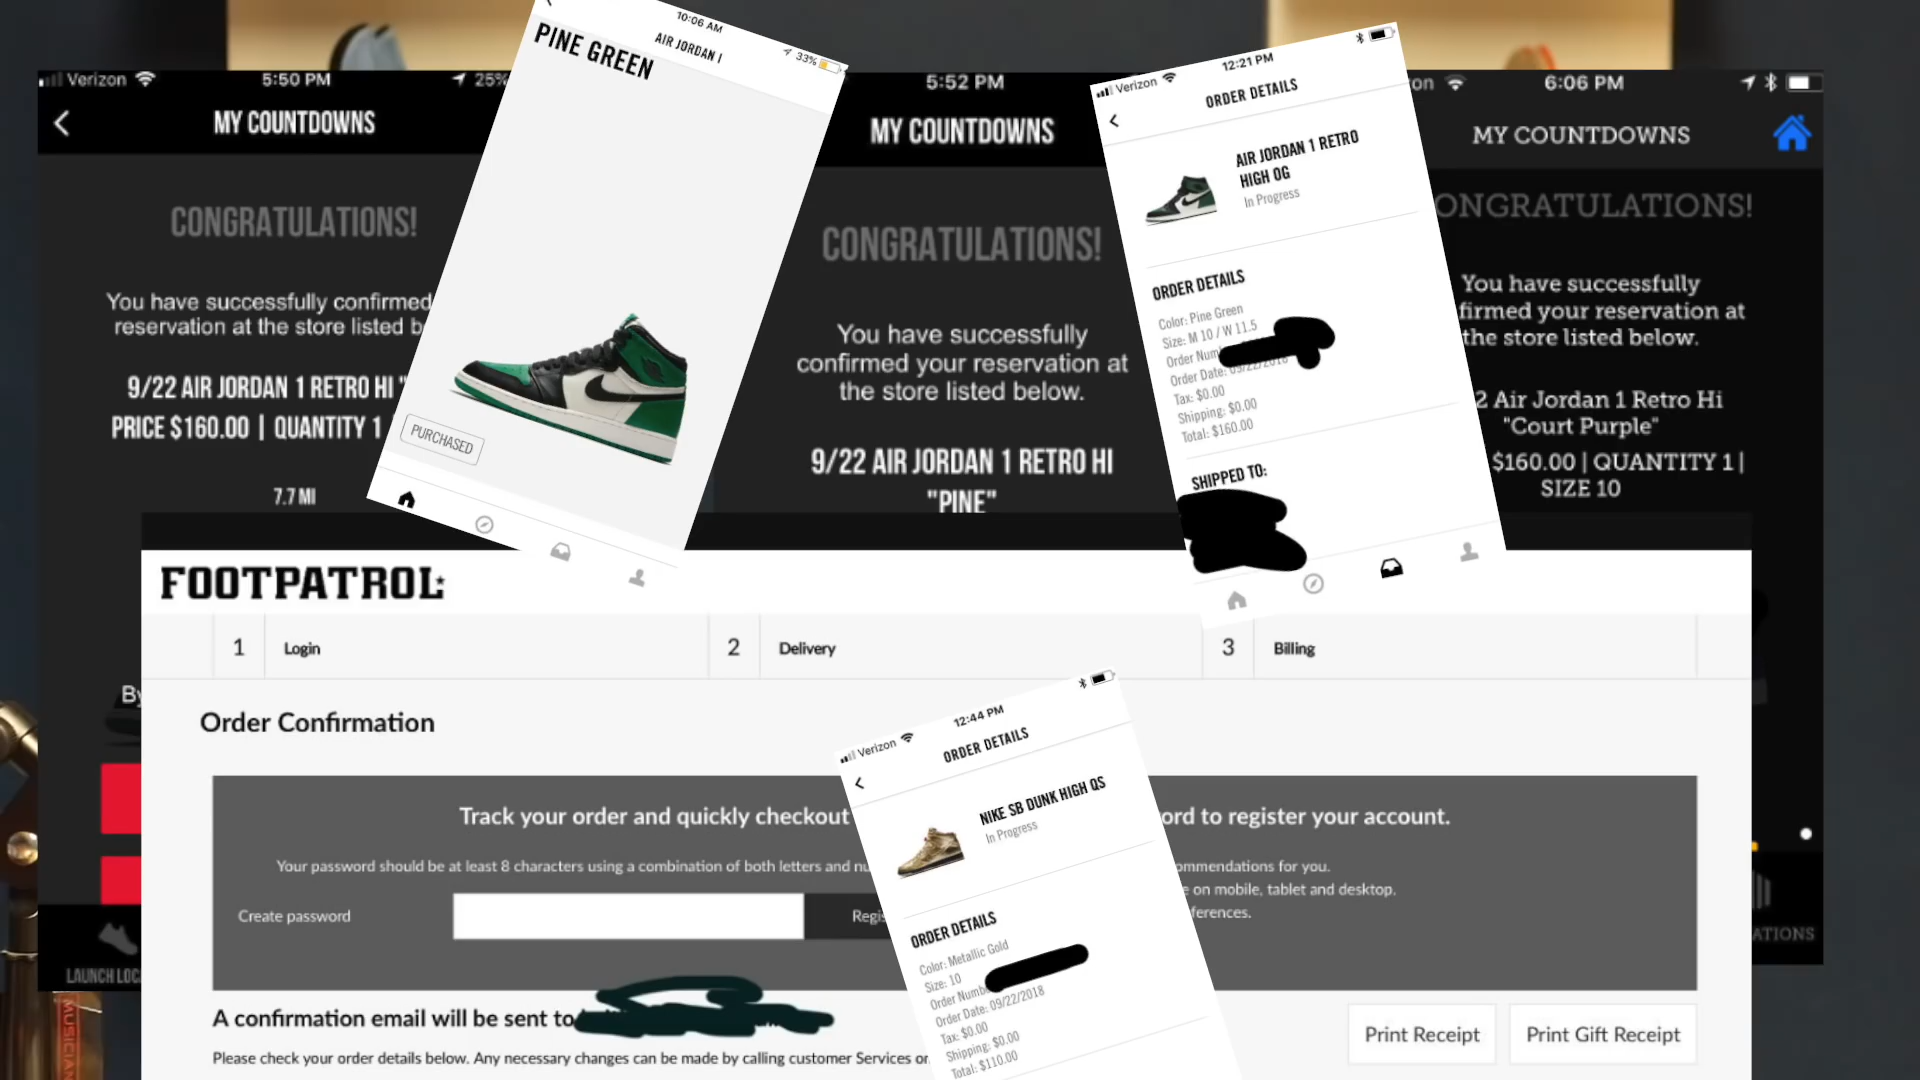 Verizon 5:50 PM 25%
MY COUNTDOWNS
CONGRATULATIONS!
You have successfully confirmed
reservation at the store listed
9/22 AIR JORDAN 1 RETRO HI
PRICE $160.00 | QUANTITY 1
7.7 MI
By
LAUNCH
10:06 AM
33%
AIR JORDAN I
PINE GREEN
PURCHASED
5:52 PM
MY COUNTDOWNS
CONGRATULATIONS!
You have successfully
confirmed your reservation at
the store listed below.
9/22 AIR JORDAN 1 RETRO HI
"PINE"
Verizon 12:21 PM
ORDER DETAILS
AIR JORDAN 1 RETRO
HIGH OG
In Progress
ORDER DETAILS
Color: Pine Green
Size: M 10 / W 11.5
Order
Order Date: 09/22/2018
Tax: $0.00
Shipping: $0.00
Total: $160.00
SHIPPED TO:
on 6:06 PM
MY COUNTDOWNS
ONGRATULATIONS!
You have successfully
firmed your reservation at
the store listed below.
2 Air Jordan 1 Retro Hi
"Court Purple"
$160.00 | QUANTITY 1 |
SIZE 10
ATIONS
FOOTPATROL
1 Login 2 Delivery 3 Billing
Order Confirmation
Track your order and quickly checkout ord to register your account.
Your password should be at least 8 characters using a combination of both letters and nu
ommendations for you.
e on mobile, tablet and desktop.
ferences.
Create password Regis
A confirmation email will be sent to
Please check your order details below. Any necessary changes can be made by calling customer Services or
Print Receipt Print Gift Receipt
Verizon 12:44 PM
ORDER DETAILS
NIKE SB DUNK HIGH QS
In Progress
ORDER DETAILS
Color: Metallic Gold
Size: 10
Order Numb
Order Date: 09/22/2018
Tax: $0.00
Shipping: $0.00
Total: $110.00
MUSICIAN